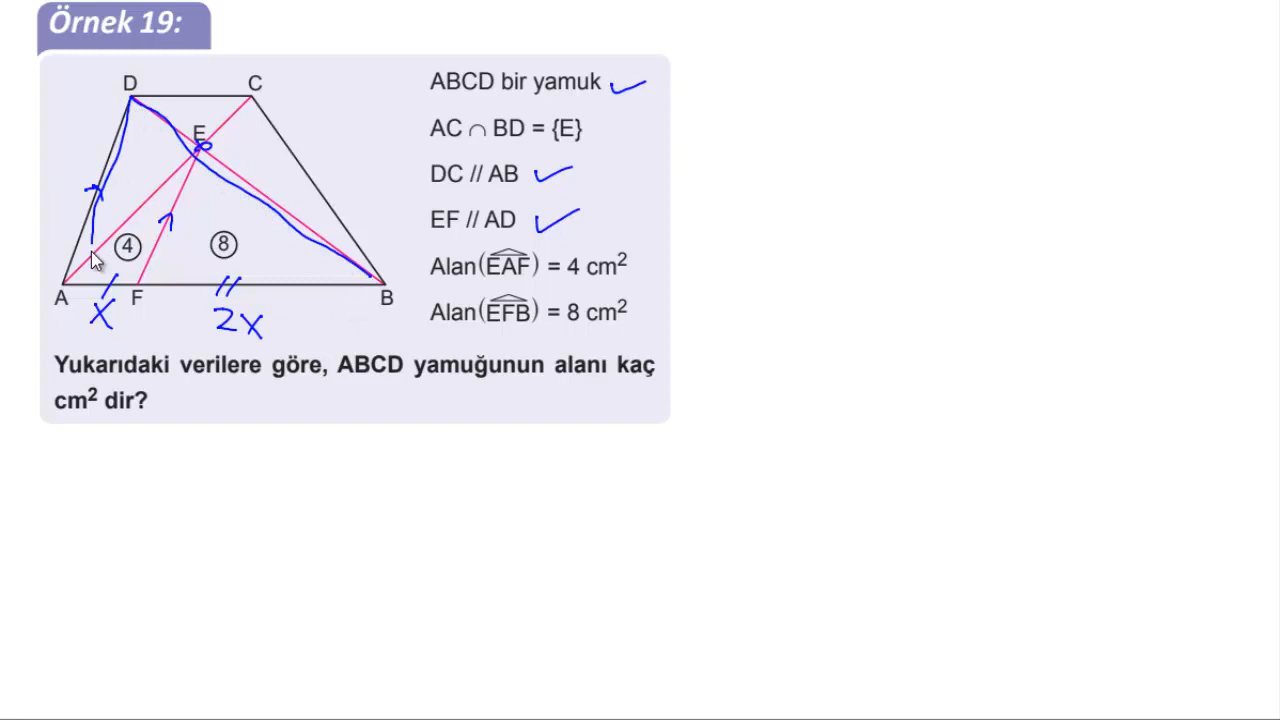 Örnek 19:
D C
E
4 8
A F B
X 2X
ABCD bir yamuk
AC ∩ BD = {E}
DC // AB
EF // AD
Alan(EAF) = 4 cm²
Alan(EFB) = 8 cm²
Yukarıdaki verilere göre, ABCD yamuğunun alanı kaç
cm² dir?